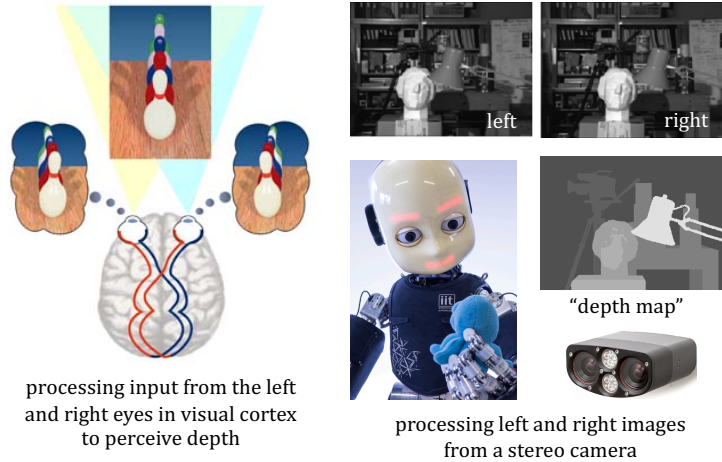 left
right
iit
“depth map”
processing input from the left
and right eyes in visual cortex
to perceive depth
processing left and right images
from a stereo camera